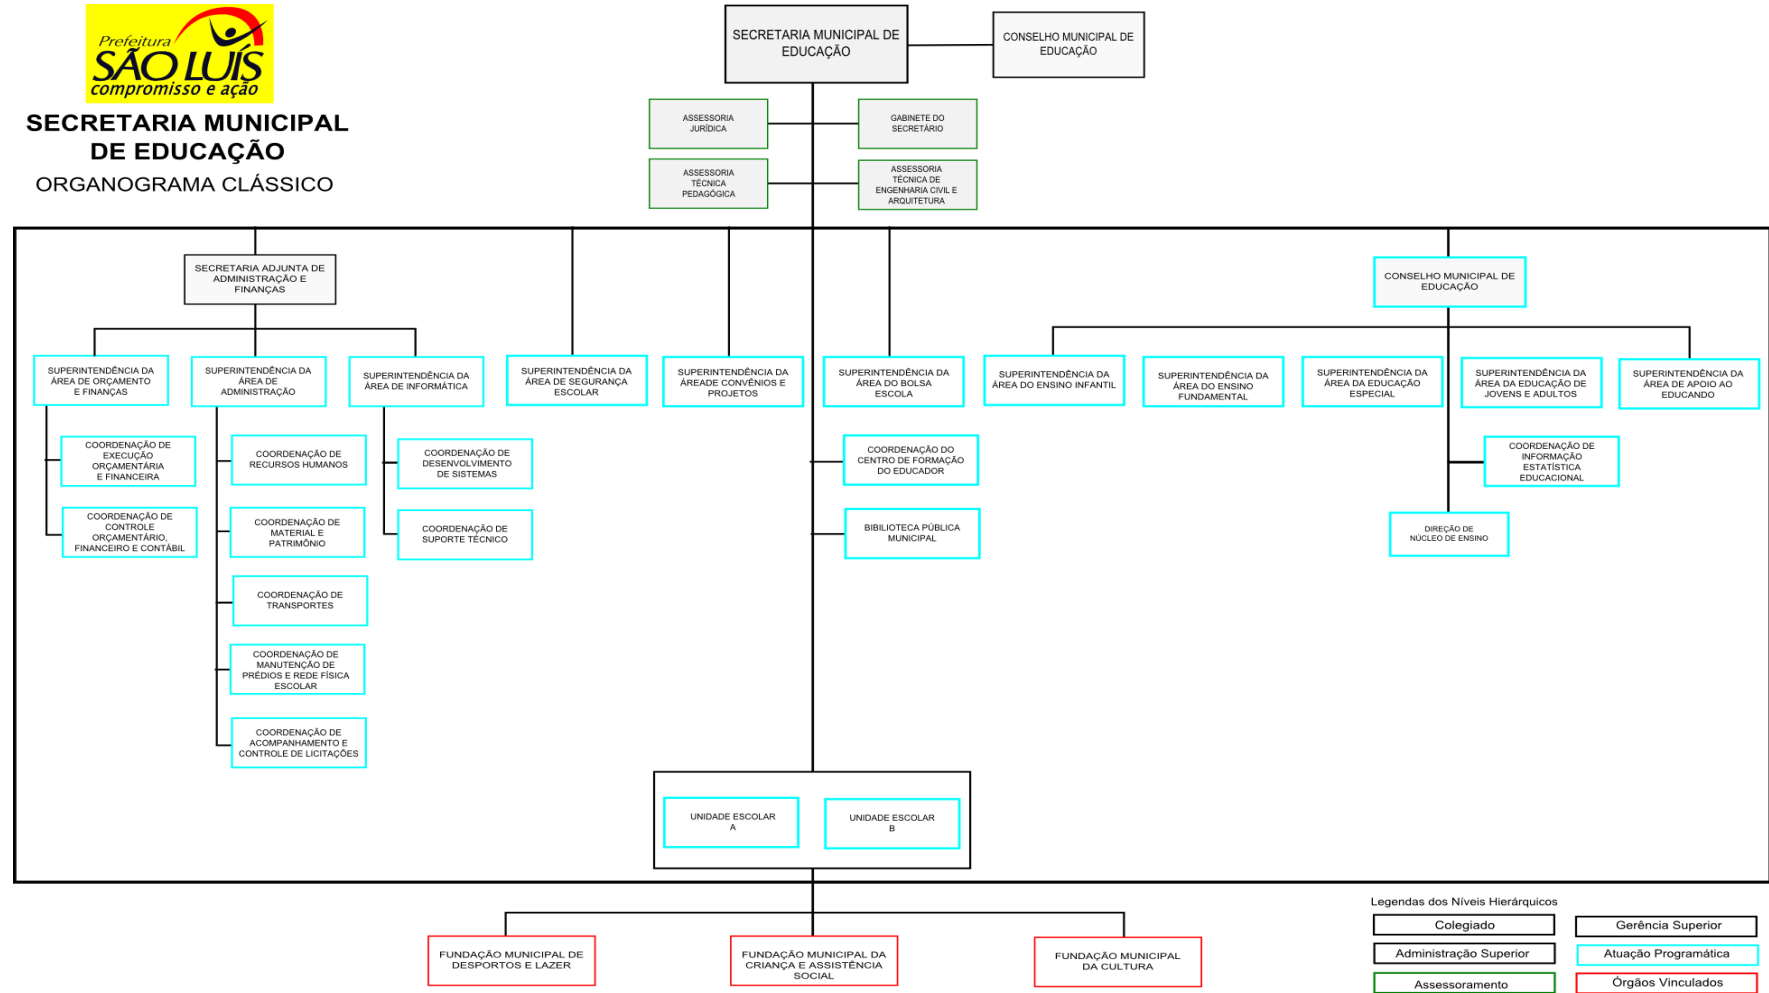 Prefeitura
SÃO LUÍS
compromisso e ação
SECRETARIA MUNICIPAL
DE EDUCAÇÃO
ORGANOGRAMA CLÁSSICO
SECRETARIA MUNICIPAL DE
EDUCAÇÃO
CONSELHO MUNICIPAL DE
EDUCAÇÃO
ASSESSORIA
JURÍDICA
GABINETE DO
SECRETÁRIO
ASSESSORIA
TÉCNICA
PEDAGÓGICA
ASSESSORIA
TÉCNICA DE
ENGENHARIA CIVIL E
ARQUITETURA
SECRETARIA ADJUNTA DE
ADMINISTRAÇÃO E
FINANÇAS
CONSELHO MUNICIPAL DE
EDUCAÇÃO
SUPERINTENDÊNCIA DA
ÁREA DE ORÇAMENTO
E FINANÇAS
SUPERINTENDÊNCIA DA
ÁREA DE
ADMINISTRAÇÃO
SUPERINTENDÊNCIA DA
ÁREA DE INFORMÁTICA
SUPERINTENDÊNCIA DA
ÁREA DE SEGURANÇA
ESCOLAR
SUPERINTENDÊNCIA DA
ÁREADE CONVÊNIOS E
PROJETOS
SUPERINTENDÊNCIA DA
ÁREA DO BOLSA
ESCOLA
SUPERINTENDÊNCIA DA
ÁREA DO ENSINO INFANTIL
SUPERINTENDÊNCIA DA
ÁREA DO ENSINO
FUNDAMENTAL
SUPERINTENDÊNCIA DA
ÁREA DA EDUCAÇÃO
ESPECIAL
SUPERINTENDÊNCIA DA
ÁREA DA EDUCAÇÃO DE
JOVENS E ADULTOS
SUPERINTENDÊNCIA DA
ÁREA DE APOIO AO
EDUCANDO
COORDENAÇÃO DE
EXECUÇÃO
ORÇAMENTÁRIA
E FINANCEIRA
COORDENAÇÃO DE
RECURSOS HUMANOS
COORDENAÇÃO DE
DESENVOLVIMENTO
DE SISTEMAS
COORDENAÇÃO DO
CENTRO DE FORMAÇÃO
DO EDUCADOR
COORDENAÇÃO DE
INFORMAÇÃO
ESTATÍSTICA
EDUCACIONAL
COORDENAÇÃO DE
CONTROLE
ORÇAMENTÁRIO,
FINANCEIRO E CONTÁBIL
COORDENAÇÃO DE
MATERIAL E
PATRIMÔNIO
COORDENAÇÃO DE
SUPORTE TÉCNICO
BIBILIOTECA PÚBLICA
MUNICIPAL
DIREÇÃO DE
NÚCLEO DE ENSINO
COORDENAÇÃO DE
TRANSPORTES
COORDENAÇÃO DE
MANUTENÇÃO DE
PRÉDIOS E REDE FÍSICA
ESCOLAR
COORDENAÇÃO DE
ACOMPANHAMENTO E
CONTROLE DE LICITAÇÕES
UNIDADE ESCOLAR
A
UNIDADE ESCOLAR
B
FUNDAÇÃO MUNICIPAL DE
DESPORTOS E LAZER
FUNDAÇÃO MUNICIPAL DA
CRIANÇA E ASSISTÊNCIA
SOCIAL
FUNDAÇÃO MUNICIPAL
DA CULTURA
Legendas dos Níveis Hierárquicos
Colegiado
Gerência Superior
Administração Superior
Atuação Programática
Assessoramento
Órgãos Vinculados